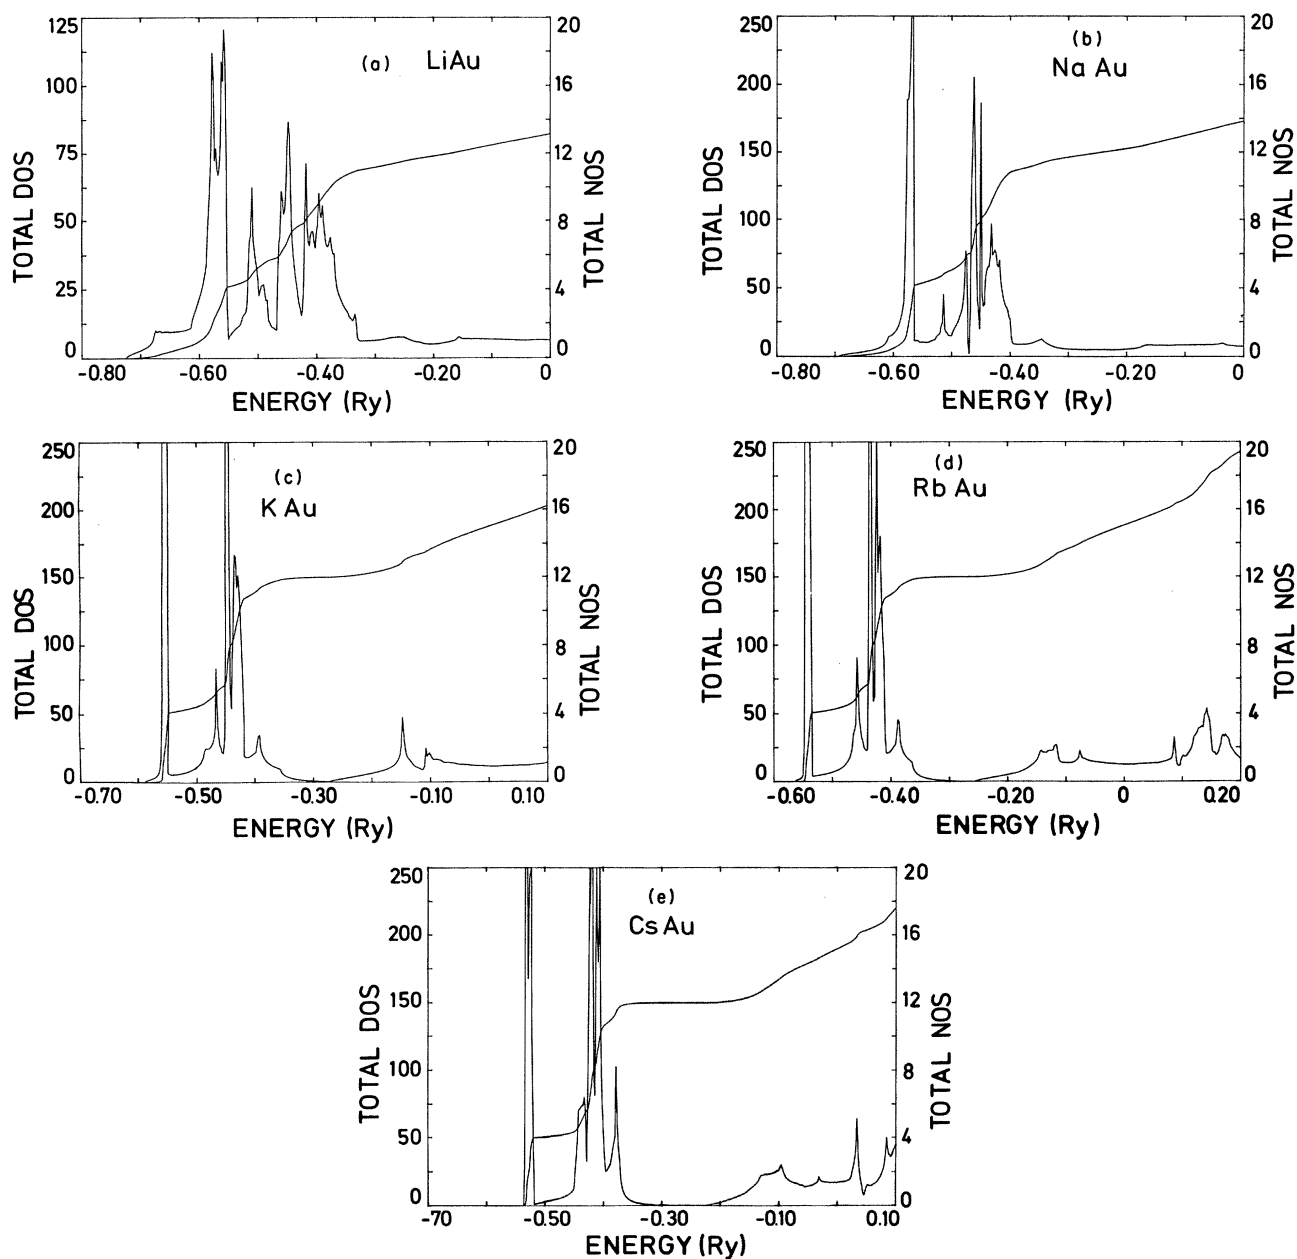 (a) LiAu
TOTAL DOS
125
100
75
50
25
0
20
16
12
8
4
0
TOTAL NOS
-0.80 -0.60 -0.40 -0.20 0
ENERGY (Ry)
(b)
Na Au
TOTAL DOS
250
200
150
100
50
0
20
16
12
8
4
0
TOTAL NOS
-0.80 -0.60 -0.40 -0.20 0
ENERGY (Ry)
(c)
K Au
TOTAL DOS
250
200
150
100
50
0
20
16
12
8
4
0
TOTAL NOS
-0.70 -0.50 -0.30 -0.10 0.10
ENERGY (Ry)
(d)
Rb Au
TOTAL DOS
250
200
150
100
50
0
20
16
12
8
4
0
TOTAL NOS
-0.60 -0.40 -0.20 0 0.20
ENERGY (Ry)
(e)
Cs Au
TOTAL DOS
250
200
150
100
50
0
20
16
12
8
4
0
TOTAL NOS
-70 -0.50 -0.30 -0.10 0.10
ENERGY (Ry)